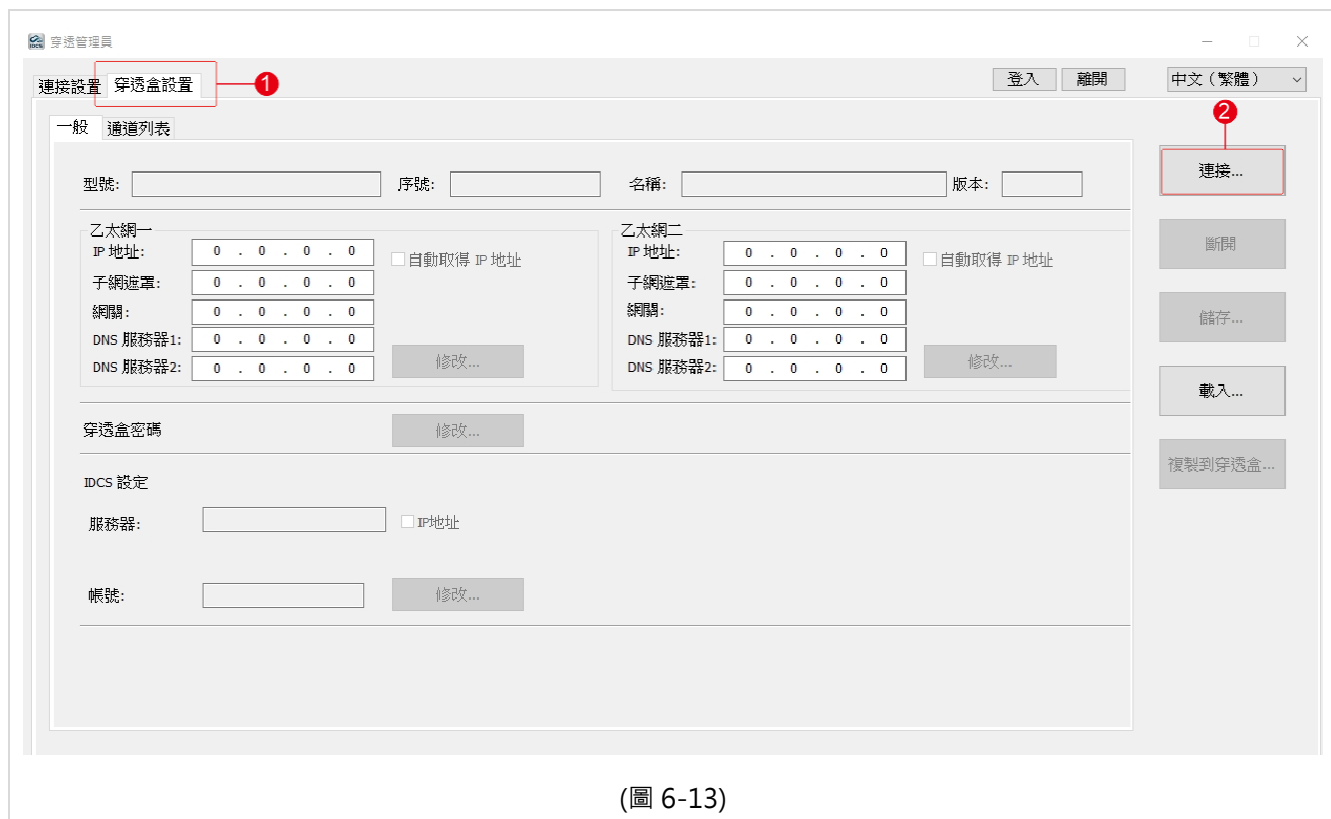 IDCS 穿透管理員
連接設置 穿透盒設置 1 登入 離開 中文(繁體)
2
一般 通道列表
連接...
型號: 序號: 名稱: 版本:
乙太網一 乙太網二
IP 地址: 0 . 0 . 0 . 0 自動取得 IP 地址 IP 地址: 0 . 0 . 0 . 0 自動取得 IP 地址
斷開
子網遮罩: 0 . 0 . 0 . 0 子網遮罩: 0 . 0 . 0 . 0
網關: 0 . 0 . 0 . 0 網關: 0 . 0 . 0 . 0
儲存...
DNS 服務器1: 0 . 0 . 0 . 0 DNS 服務器1: 0 . 0 . 0 . 0
DNS 服務器2: 0 . 0 . 0 . 0 修改... DNS 服務器2: 0 . 0 . 0 . 0 修改...
載入...
穿透盒密碼 修改...
複製到穿透盒...
IDCS 設定
服務器: IP地址
帳號: 修改...
(圖 6-13)